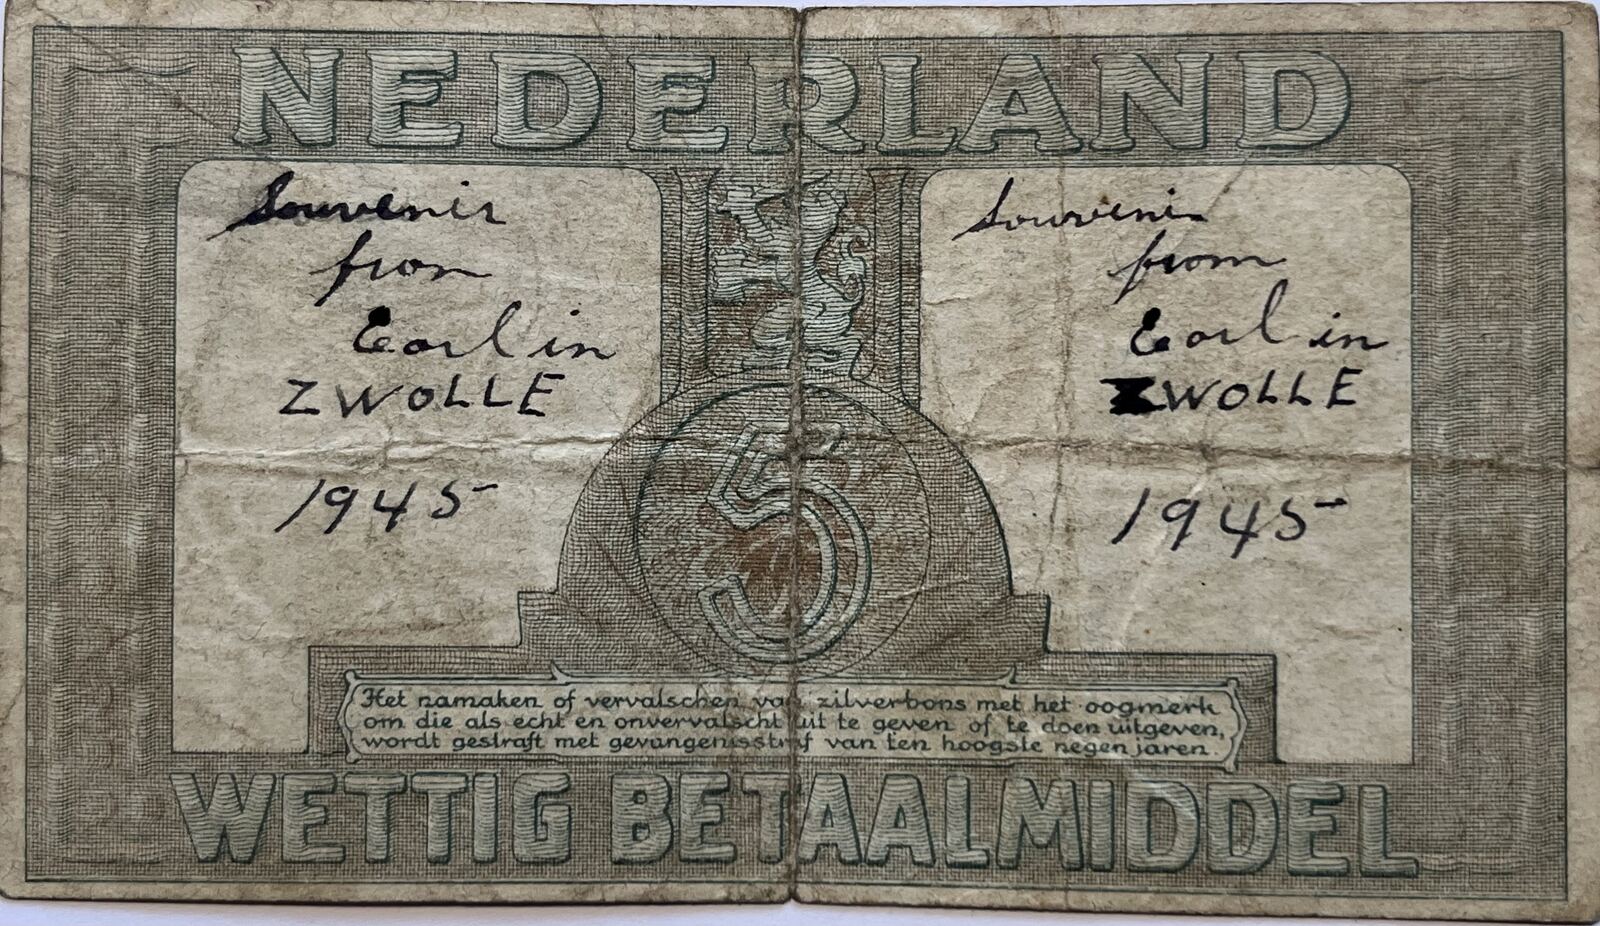 NEDERLAND
Souvenir
from
Earl in
ZWOLLE
1945
Souvenir
from
Earl in
ZWOLLE
1945
5
Het namaken of vervalschen van zilverbons met het oogmerk
om die als echt en onvervalscht uit te geven of te doen uitgeven,
wordt gestraft met gevangenisstraf van ten hoogste negen jaren.
WETTIG BETAALMIDDEL